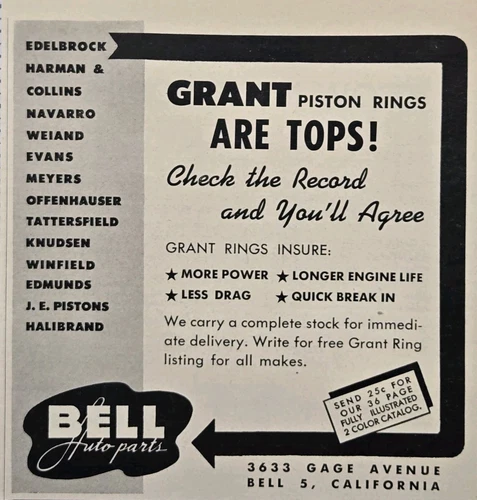 EDELBROCK
HARMAN &
COLLINS
NAVARRO
WEIAND
EVANS
MEYERS
OFFENHAUSER
TATTERSFIELD
KNUDSEN
WINFIELD
EDMUNDS
J. E. PISTONS
HALIBRAND
GRANT PISTON RINGS
ARE TOPS!
Check the Record
and You'll Agree
GRANT RINGS INSURE:
★ MORE POWER ★ LONGER ENGINE LIFE
★ LESS DRAG ★ QUICK BREAK IN
We carry a complete stock for immedi-
ate delivery. Write for free Grant Ring
listing for all makes.
SEND 25c FOR
OUR 36 PAGE
FULLY ILLUSTRATED
2 COLOR CATALOG.
BELL
Auto parts
3633 GAGE AVENUE
BELL 5, CALIFORNIA